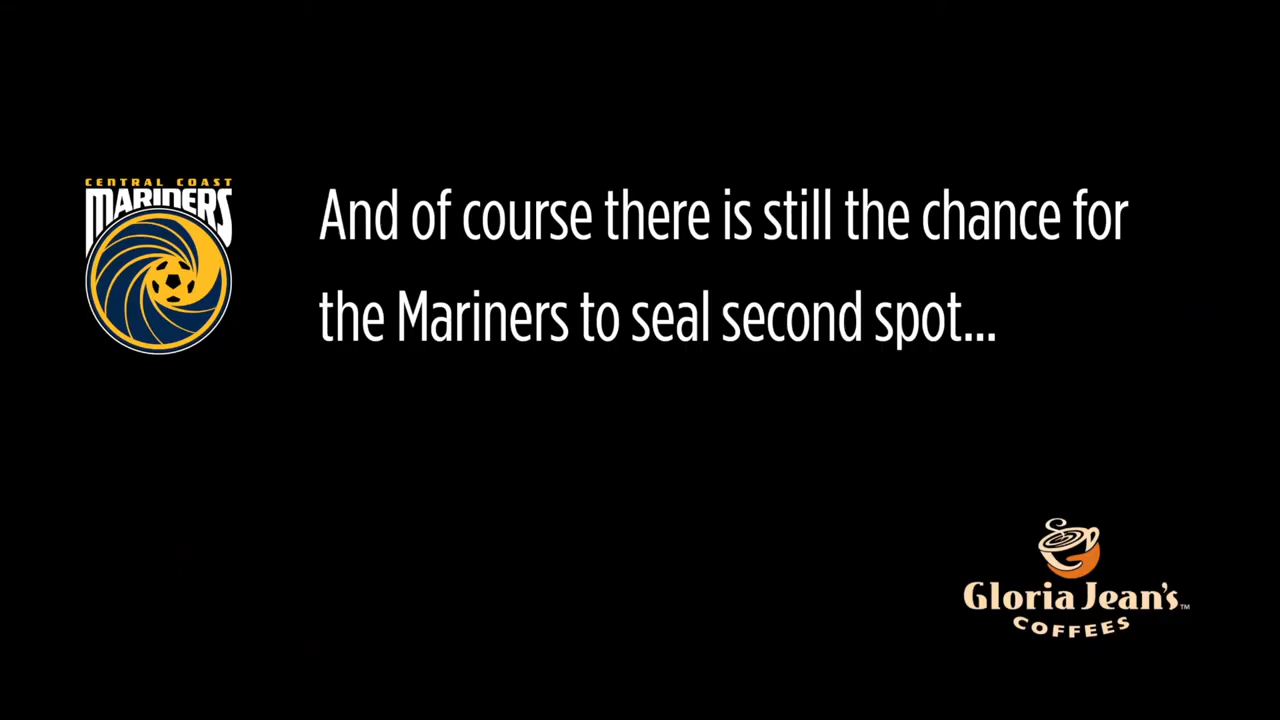 CENTRAL COAST
MARINERS
And of course there is still the chance for
the Mariners to seal second spot...
Gloria Jean's™
COFFEES